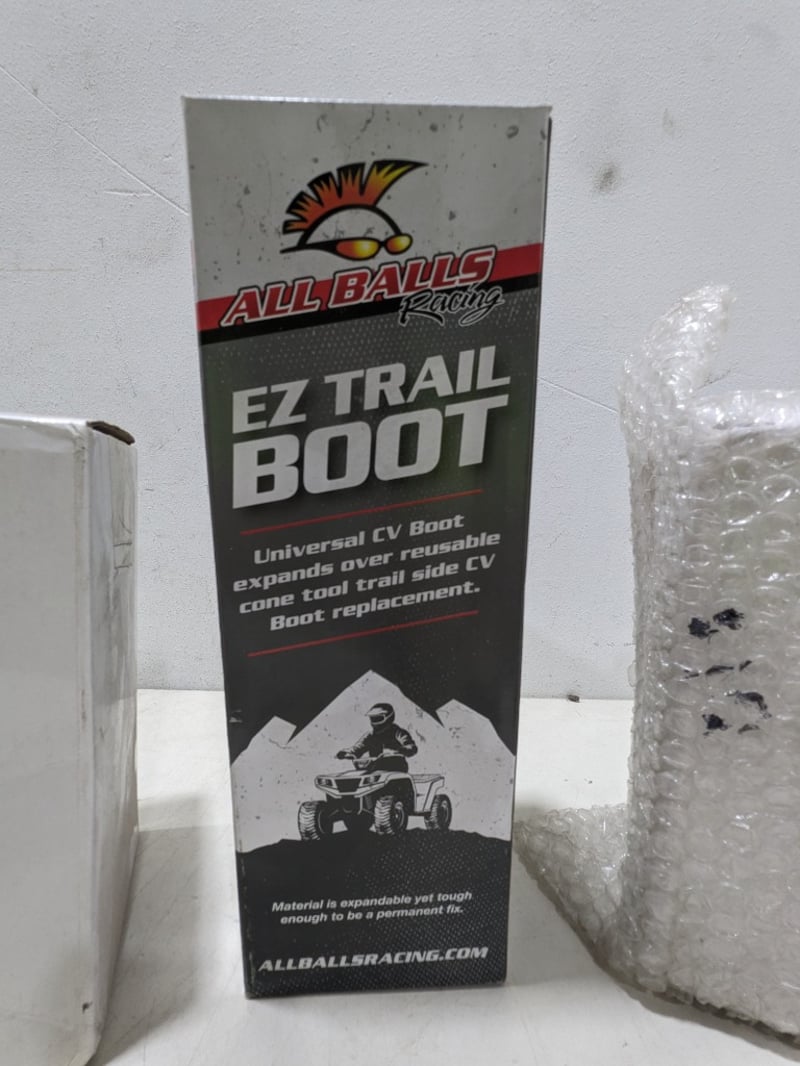 ALL BALLS
Racing
EZ TRAIL
BOOT
Universal CV Boot
expands over reusable
cone tool trail side CV
Boot replacement.
Material is expandable yet tough
enough to be a permanent fix.
ALLBALLSRACING.COM